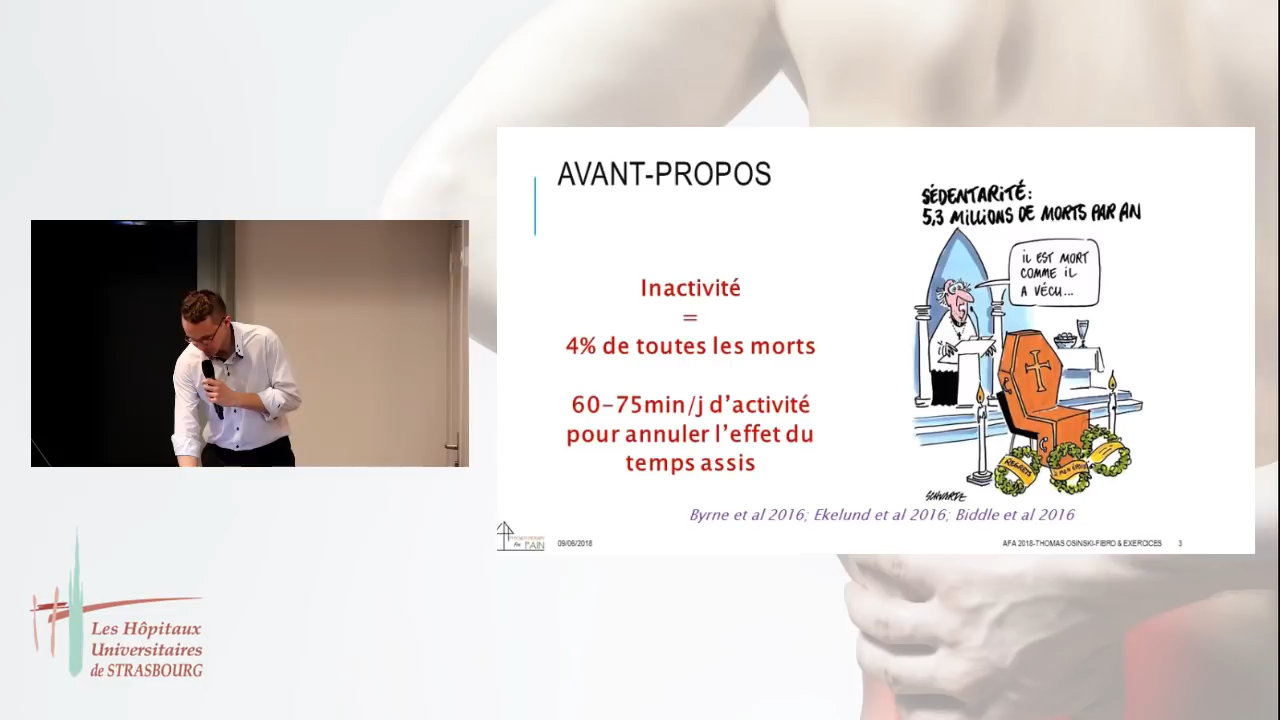 AVANT-PROPOS
SÉDENTARITÉ:
5,3 MILLIONS DE MORTS PAR AN
IL EST MORT
COMME IL
A VÉCU...
Inactivité
=
4% de toutes les morts
60-75min/j d'activité
pour annuler l'effet du
temps assis
REGRETS
Byrne et al 2016; Ekelund et al 2016; Biddle et al 2016
PAIN
09/06/2018
AFA 2018-THOMAS OSINSKI-FIBRO & EXERCICES
3
Les Hôpitaux
Universitaires
de STRASBOURG